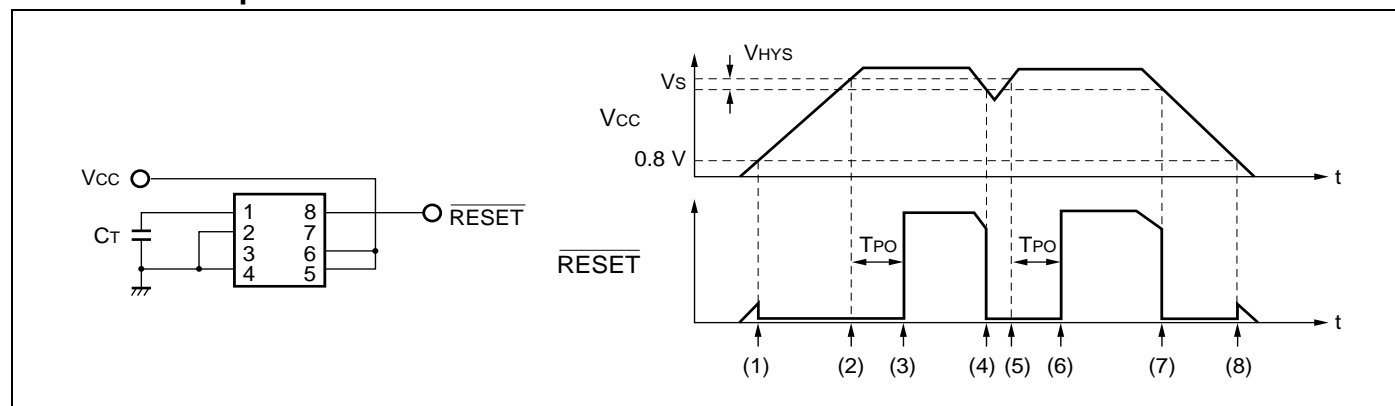 VCC
CT
1 8
2 7
3 6
4 5
RESET
VHYS
VS
VCC
0.8 V
t
RESET
TPO TPO
t
(1) (2) (3) (4) (5) (6) (7) (8)